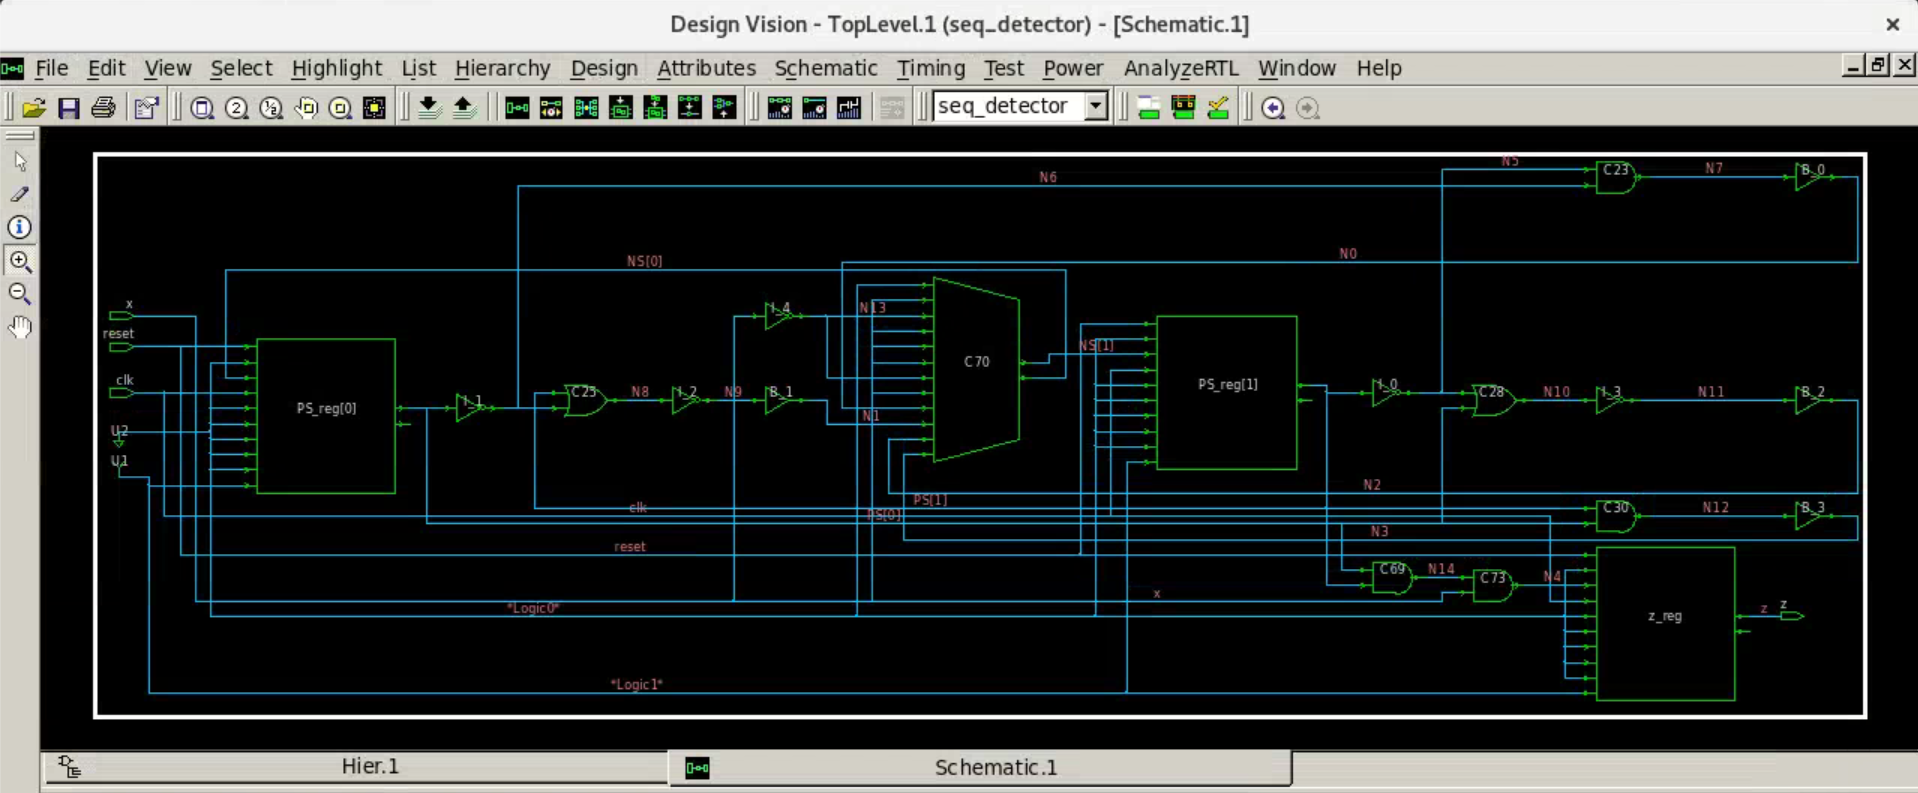 Design Vision - TopLevel.1 (seq_detector) - [Schematic.1]
File Edit View Select Highlight List Hierarchy Design Attributes Schematic Timing Test Power AnalyzeRTL Window Help
seq_detector
N5
C23
N7
B_0
N6
NS[0]
N0
x
I_4
N13
reset
NS[1]
C70
clk
PS_reg[0]
I_1
C25
N8
I_2
N9
B_1
N1
PS_reg[1]
I_0
C28
N10
I_3
N11
B_2
U2
U1
N2
PS[1]
clk
PS[0]
C30
N12
B_3
N3
reset
C69
N14
C73
N4
x
*Logic0*
z_reg
z
z
*Logic1*
Hier.1
Schematic.1